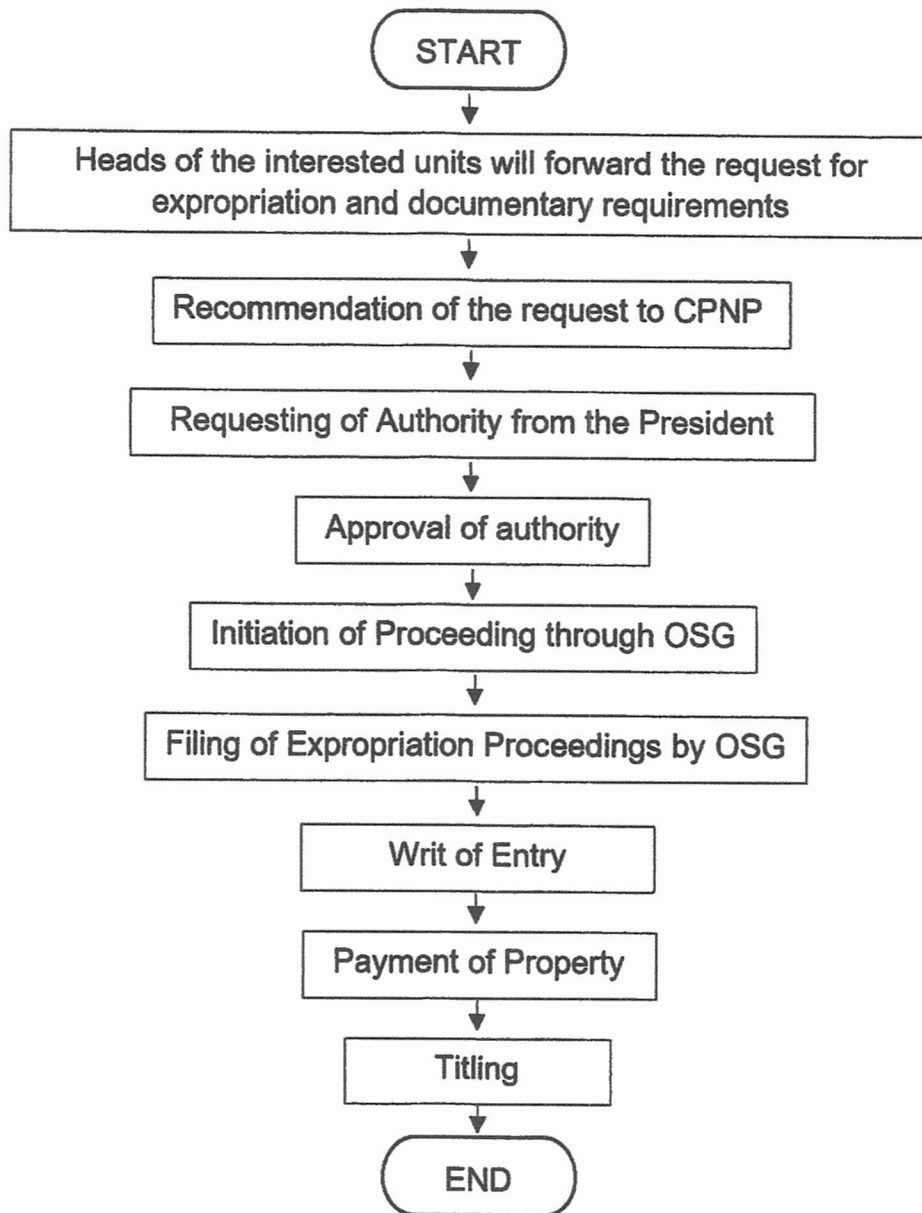 START
Heads of the interested units will forward the request for
expropriation and documentary requirements
Recommendation of the request to CPNP
Requesting of Authority from the President
Approval of authority
Initiation of Proceeding through OSG
Filing of Expropriation Proceedings by OSG
Writ of Entry
Payment of Property
Titling
END